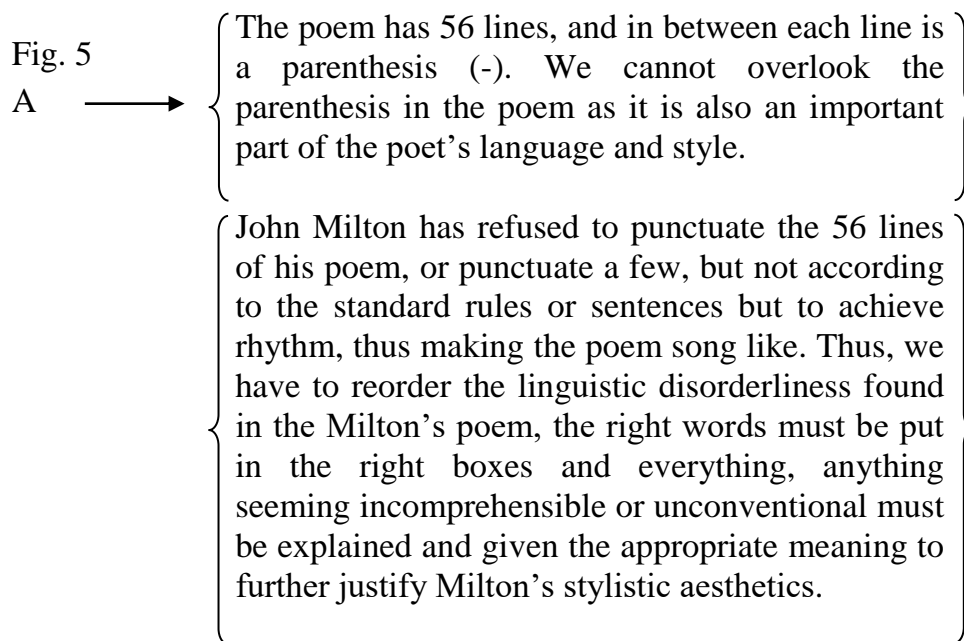 Fig. 5
A
The poem has 56 lines, and in between each line is
a parenthesis (-). We cannot overlook the
parenthesis in the poem as it is also an important
part of the poet’s language and style.
John Milton has refused to punctuate the 56 lines
of his poem, or punctuate a few, but not according
to the standard rules or sentences but to achieve
rhythm, thus making the poem song like. Thus, we
have to reorder the linguistic disorderliness found
in the Milton’s poem, the right words must be put
in the right boxes and everything, anything
seeming incomprehensible or unconventional must
be explained and given the appropriate meaning to
further justify Milton’s stylistic aesthetics.